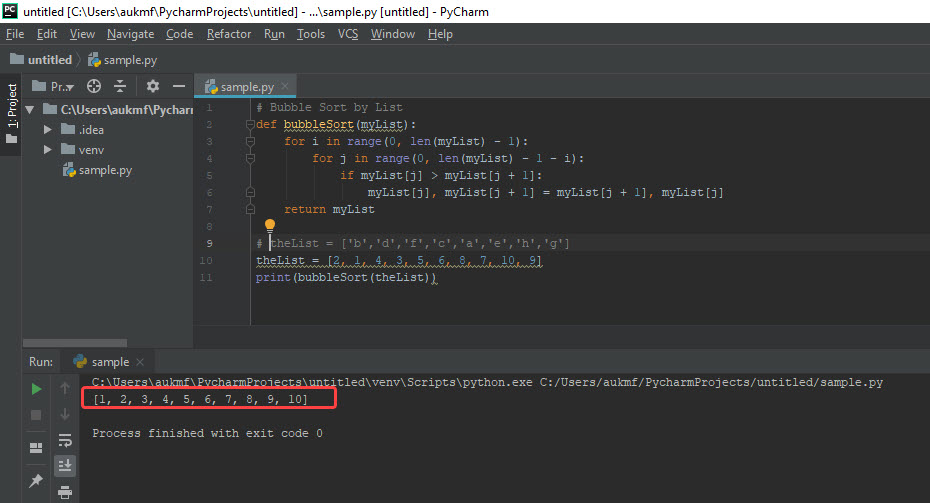 PC untitled [C:\Users\aukmf\PycharmProjects\untitled] - ...\sample.py [untitled] - PyCharm
File Edit View Navigate Code Refactor Run Tools VCS Window Help
untitled sample.py
1: Project
Pr...
sample.py
C:\Users\aukmf\Pycharm
.idea
venv
sample.py
1 # Bubble Sort by List
2 def bubbleSort(myList):
3 for i in range(0, len(myList) - 1):
4 for j in range(0, len(myList) - 1 - i):
5 if myList[j] > myList[j + 1]:
6 myList[j], myList[j + 1] = myList[j + 1], myList[j]
7 return myList
8
9 # theList = ['b','d','f','c','a','e','h','g']
10 theList = [2, 1, 4, 3, 5, 6, 8, 7, 10, 9]
11 print(bubbleSort(theList))
Run: sample
C:\Users\aukmf\PycharmProjects\untitled\venv\Scripts\python.exe C:/Users/aukmf/PycharmProjects/untitled/sample.py
[1, 2, 3, 4, 5, 6, 7, 8, 9, 10]
Process finished with exit code 0